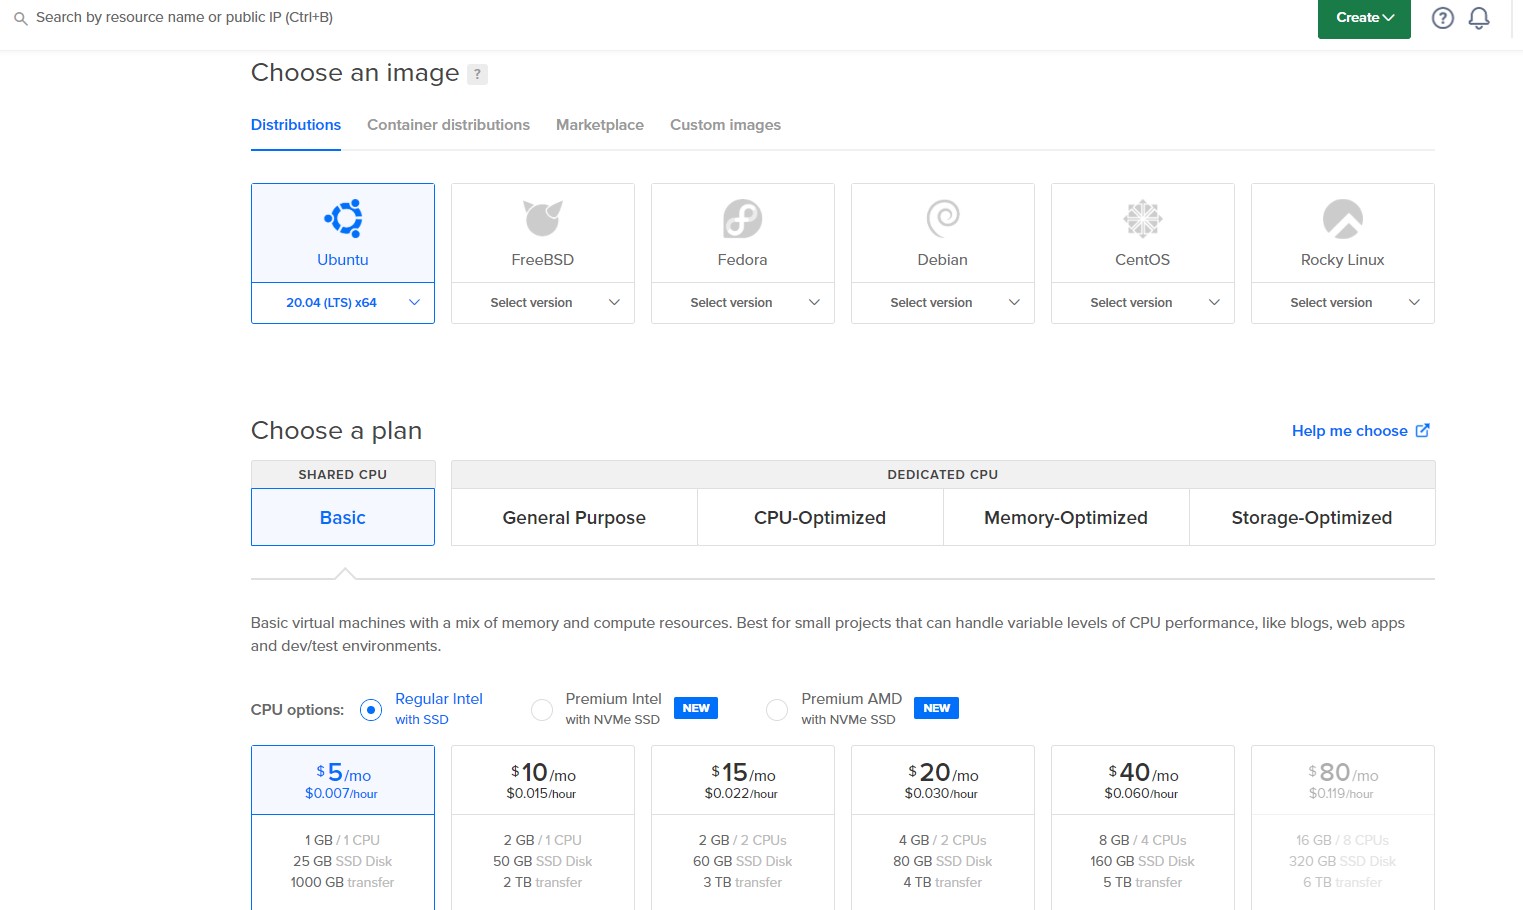 Search by resource name or public IP (Ctrl+B)
Create
?
Choose an image ?
Distributions Container distributions Marketplace Custom images
Ubuntu FreeBSD Fedora Debian CentOS Rocky Linux
20.04 (LTS) x64 Select version Select version Select version Select version Select version
Choose a plan Help me choose
SHARED CPU DEDICATED CPU
Basic General Purpose CPU-Optimized Memory-Optimized Storage-Optimized
Basic virtual machines with a mix of memory and compute resources. Best for small projects that can handle variable levels of CPU performance, like blogs, web apps
and dev/test environments.
CPU options: Regular Intel Premium Intel NEW Premium AMD NEW
with SSD with NVMe SSD with NVMe SSD
$5/mo $10/mo $15/mo $20/mo $40/mo $80/mo
$0.007/hour $0.015/hour $0.022/hour $0.030/hour $0.060/hour $0.119/hour
1 GB / 1 CPU 2 GB / 1 CPU 2 GB / 2 CPUs 4 GB / 2 CPUs 8 GB / 4 CPUs 16 GB / 8 CPUs
25 GB SSD Disk 50 GB SSD Disk 60 GB SSD Disk 80 GB SSD Disk 160 GB SSD Disk 320 GB SSD Disk
1000 GB transfer 2 TB transfer 3 TB transfer 4 TB transfer 5 TB transfer 6 TB transfer